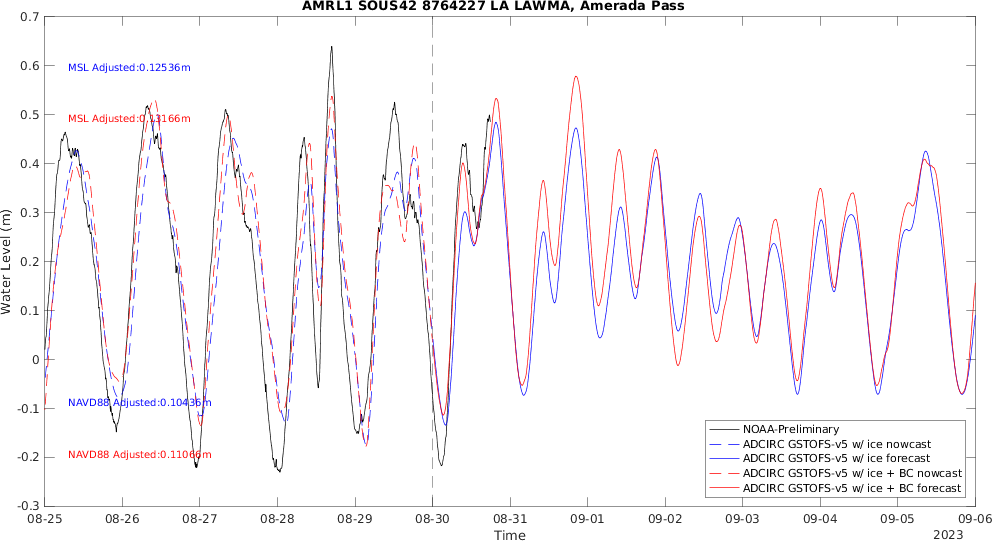 AMRL1 SOUS42 8764227 LA LAWMA, Amerada Pass
0.7
0.6
0.5
0.4
0.3
0.2
0.1
0
-0.1
-0.2
-0.3
Water Level (m)
MSL Adjusted:0.12536m
MSL Adjusted:0.13166m
NAVD88 Adjusted:0.10436m
NAVD88 Adjusted:0.11066m
NOAA-Preliminary
ADCIRC GSTOFS-v5 w/ ice nowcast
ADCIRC GSTOFS-v5 w/ ice forecast
ADCIRC GSTOFS-v5 w/ ice + BC nowcast
ADCIRC GSTOFS-v5 w/ ice + BC forecast
08-25 08-26 08-27 08-28 08-29 08-30 08-31 09-01 09-02 09-03 09-04 09-05 09-06
Time
2023